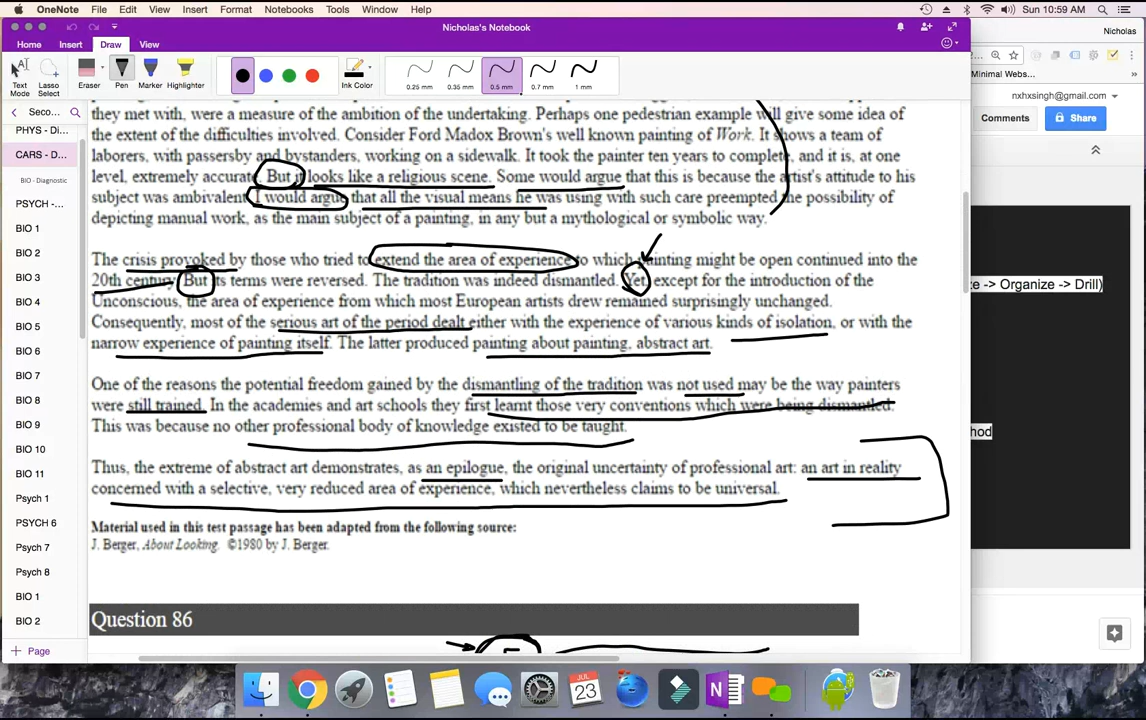 OneNote File Edit View Insert Format Notebooks Tools Window Help Sun 10:59 AM
Nicholas's Notebook
Nicholas
Home Insert Draw View
Text Mode Lasso Select Eraser Pen Marker Highlighter 0.25 mm 0.35 mm 0.5 mm 0.7 mm 1 mm Ink Color
Minimal Webs...
nxhxsingh@gmail.com
Comments Share
Seco...
PHYS - Di...
CARS - D...
BIO - Diagnostic
PSYCH -...
BIO 1
BIO 2
BIO 3
BIO 4
BIO 5
BIO 6
BIO 7
BIO 8
BIO 9
BIO 10
BIO 11
Psych 1
PSYCH 6
Psych 7
Psych 8
BIO 1
BIO 2
+ Page
they met with, were a measure of the ambition of the undertaking. Perhaps one pedestrian example will give some idea of
the extent of the difficulties involved. Consider Ford Madox Brown's well known painting of Work. It shows a team of
laborers, with passersby and bystanders, working on a sidewalk. It took the painter ten years to complete, and it is, at one
level, extremely accurate. But it looks like a religious scene. Some would argue that this is because the artist's attitude to his
subject was ambivalent. I would argue that all the visual means he was using with such care preempted the possibility of
depicting manual work, as the main subject of a painting, in any but a mythological or symbolic way.
The crisis provoked by those who tried to extend the area of experience to which painting might be open continued into the
20th century. But its terms were reversed. The tradition was indeed dismantled. Yet, except for the introduction of the
Unconscious, the area of experience from which most European artists drew remained surprisingly unchanged.
Consequently, most of the serious art of the period dealt either with the experience of various kinds of isolation, or with the
narrow experience of painting itself. The latter produced painting about painting, abstract art.
One of the reasons the potential freedom gained by the dismantling of the tradition was not used may be the way painters
were still trained. In the academies and art schools they first learnt those very conventions which were being dismantled.
This was because no other professional body of knowledge existed to be taught.
Thus, the extreme of abstract art demonstrates, as an epilogue, the original uncertainty of professional art: an art in reality
concerned with a selective, very reduced area of experience, which nevertheless claims to be universal.
Material used in this test passage has been adapted from the following source:
J. Berger, About Looking. ©1980 by J. Berger.
Question 86
-> Organize -> Drill)
JUL 23